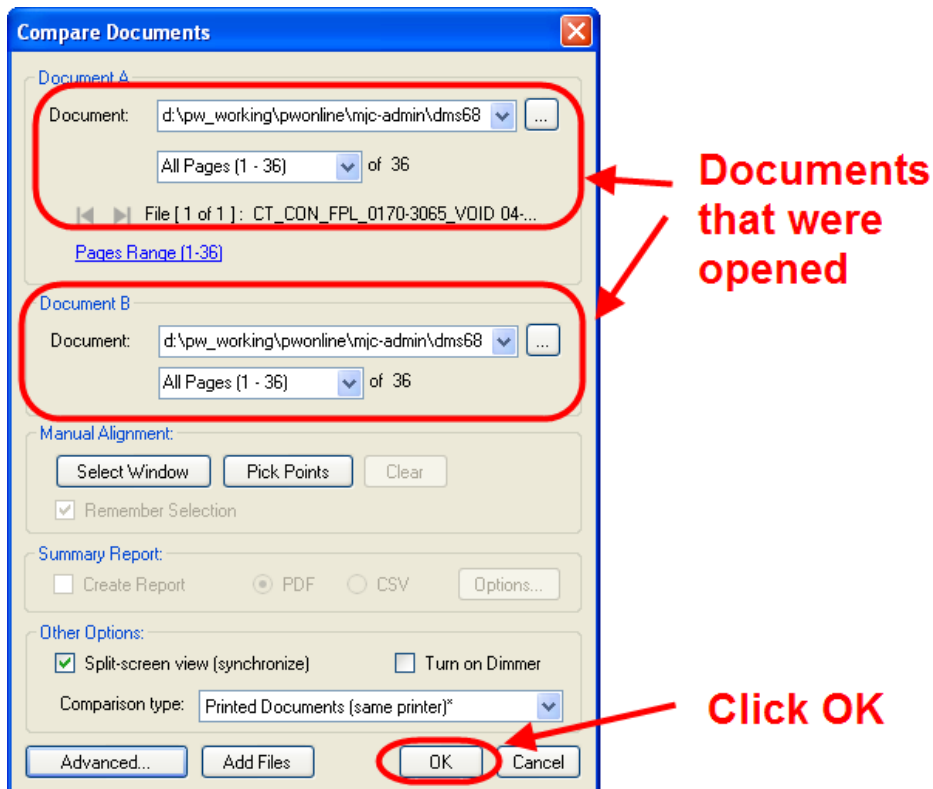 Compare Documents
Document A
Document: d:\pw_working\pwonline\mjc-admin\dms68 ...
All Pages (1 - 36) of 36
File [ 1 of 1 ] : CT_CON_FPL_0170-3065_VOID 04-...
Pages Range (1-36)
Documents
that were
opened
Document B
Document: d:\pw_working\pwonline\mjc-admin\dms68 ...
All Pages (1 - 36) of 36
Manual Alignment:
Select Window Pick Points Clear
Remember Selection
Summary Report:
Create Report PDF CSV Options...
Other Options:
Split-screen view (synchronize) Turn on Dimmer
Comparison type: Printed Documents (same printer)*
Click OK
Advanced... Add Files OK Cancel